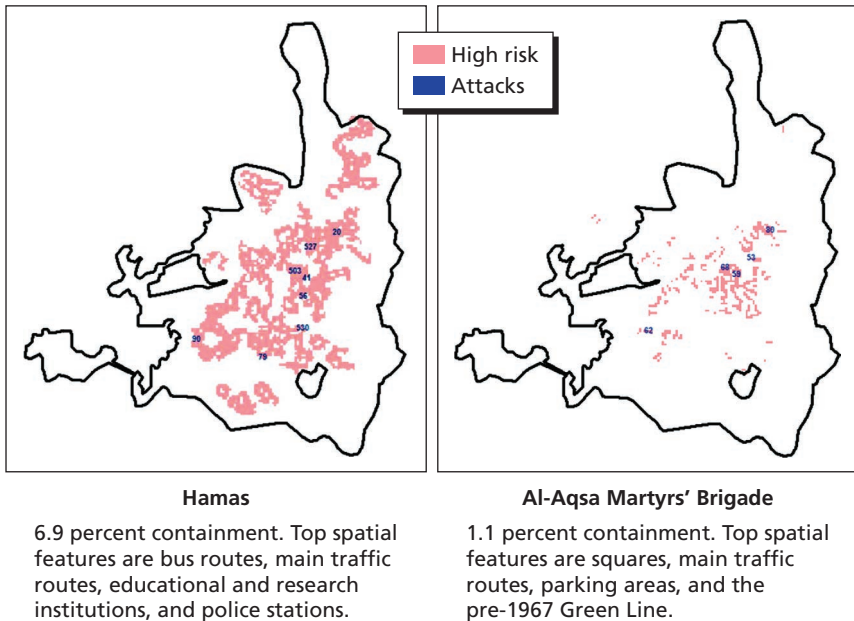 High risk
Attacks
20
527
503
41
56
550
90
79
80
53
68
59
62
Hamas
6.9 percent containment. Top spatial
features are bus routes, main traffic
routes, educational and research
institutions, and police stations.
Al-Aqsa Martyrs’ Brigade
1.1 percent containment. Top spatial
features are squares, main traffic
routes, parking areas, and the
pre-1967 Green Line.